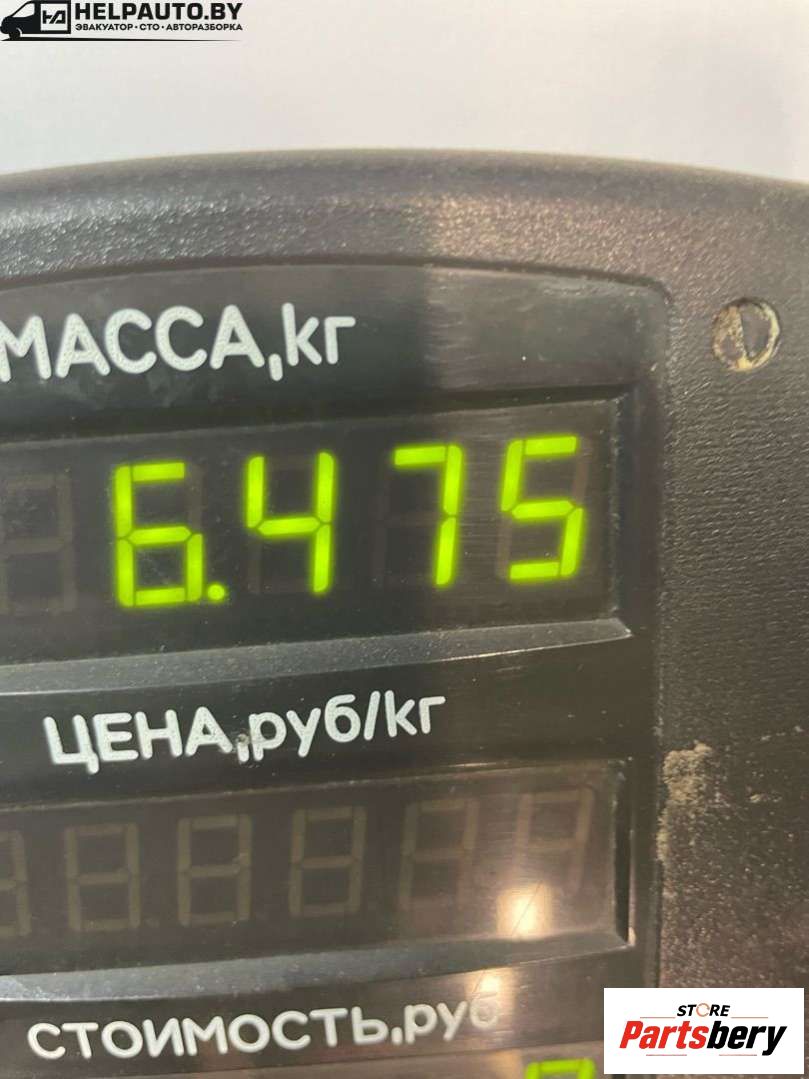 HELPAUTO.BY
ЭВАКУАТОР • СТО • АВТОРАЗБОРКА
МАССА,кг
6.475
ЦЕНА,руб/кг
СТОИМОСТЬ,руб
STORE
Partsbery